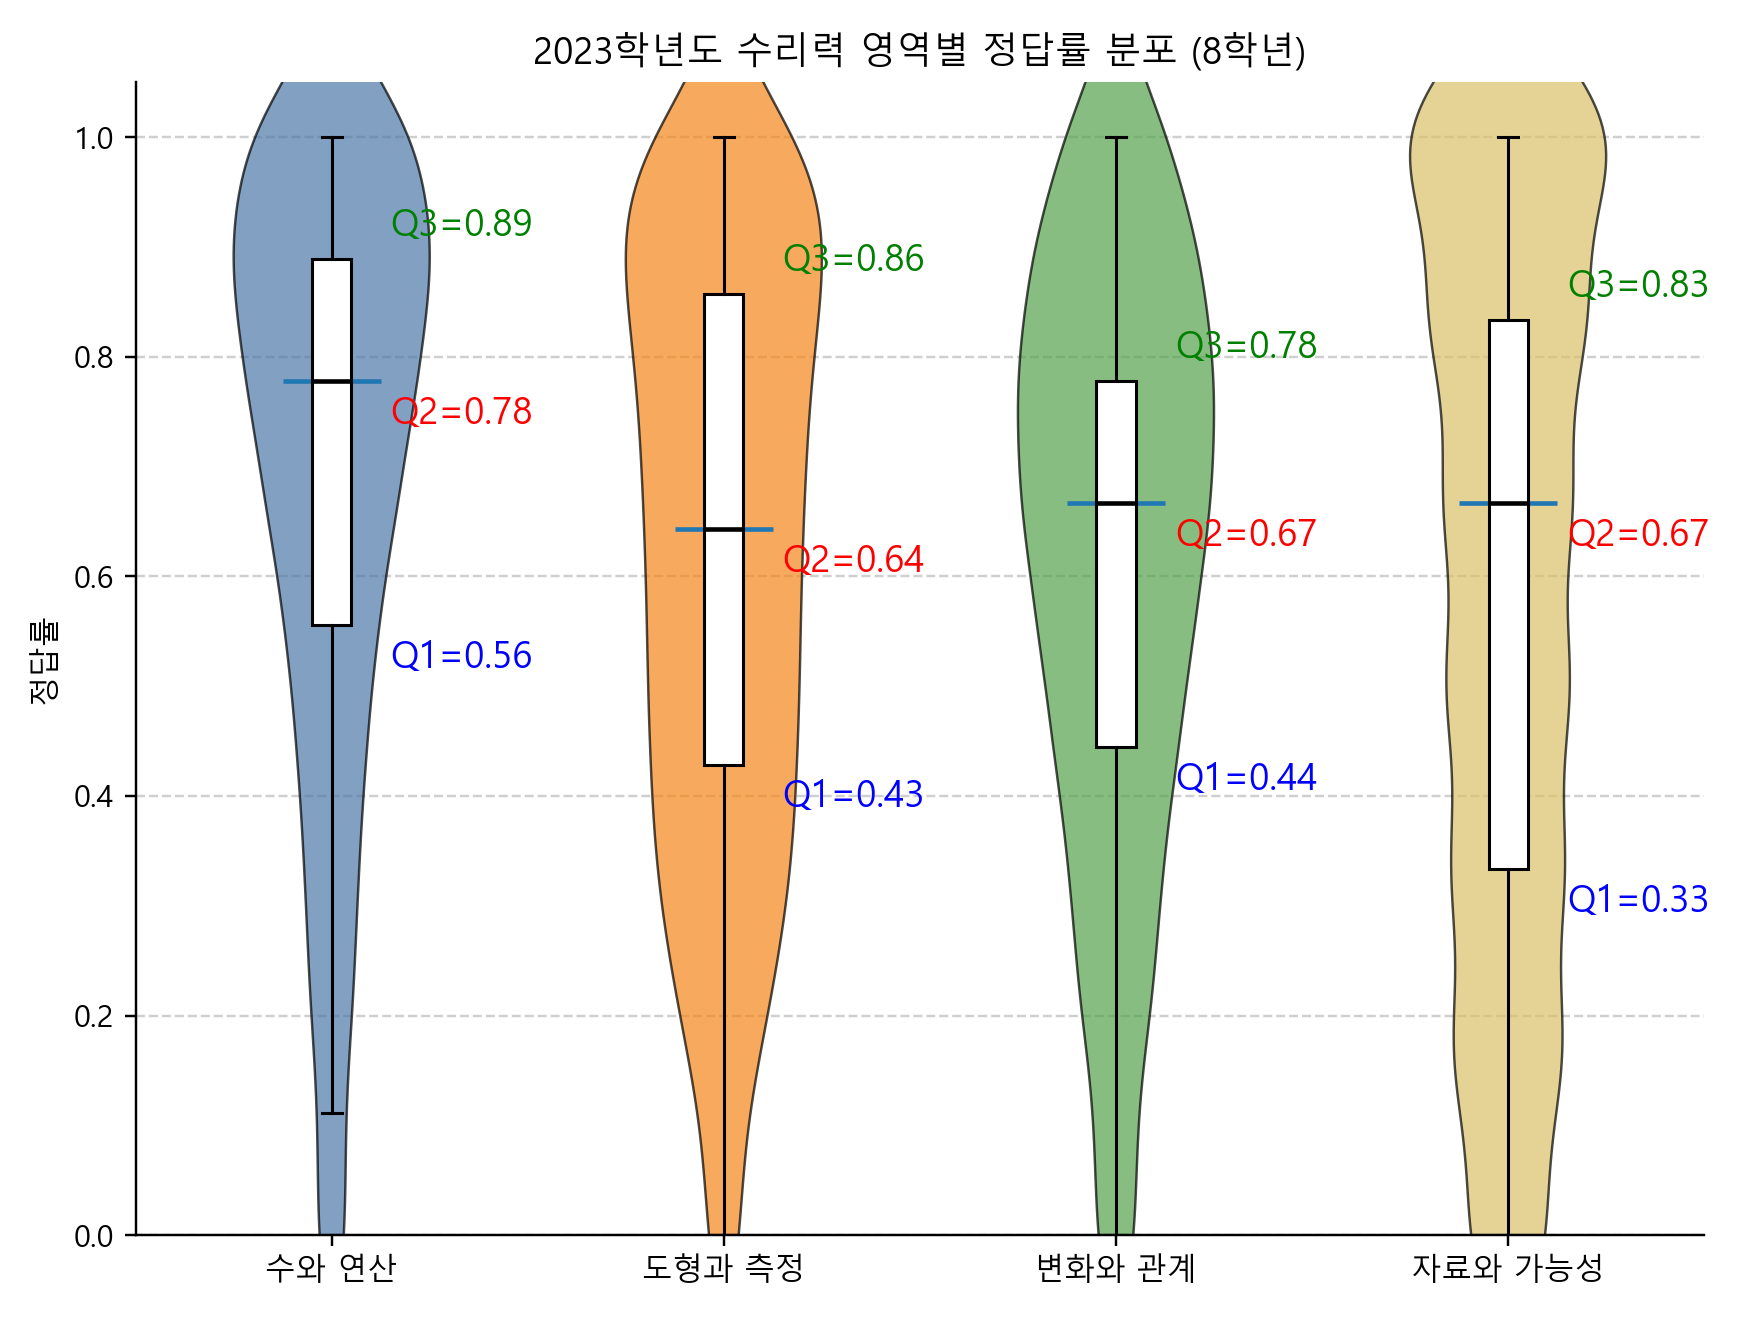 2023학년도 수리력 영역별 정답률 분포 (8학년)
정답률
1.0
0.8
0.6
0.4
0.2
0.0
Q3=0.89
Q2=0.78
Q1=0.56
Q3=0.86
Q2=0.64
Q1=0.43
Q3=0.78
Q2=0.67
Q1=0.44
Q3=0.83
Q2=0.67
Q1=0.33
수와 연산
도형과 측정
변화와 관계
자료와 가능성